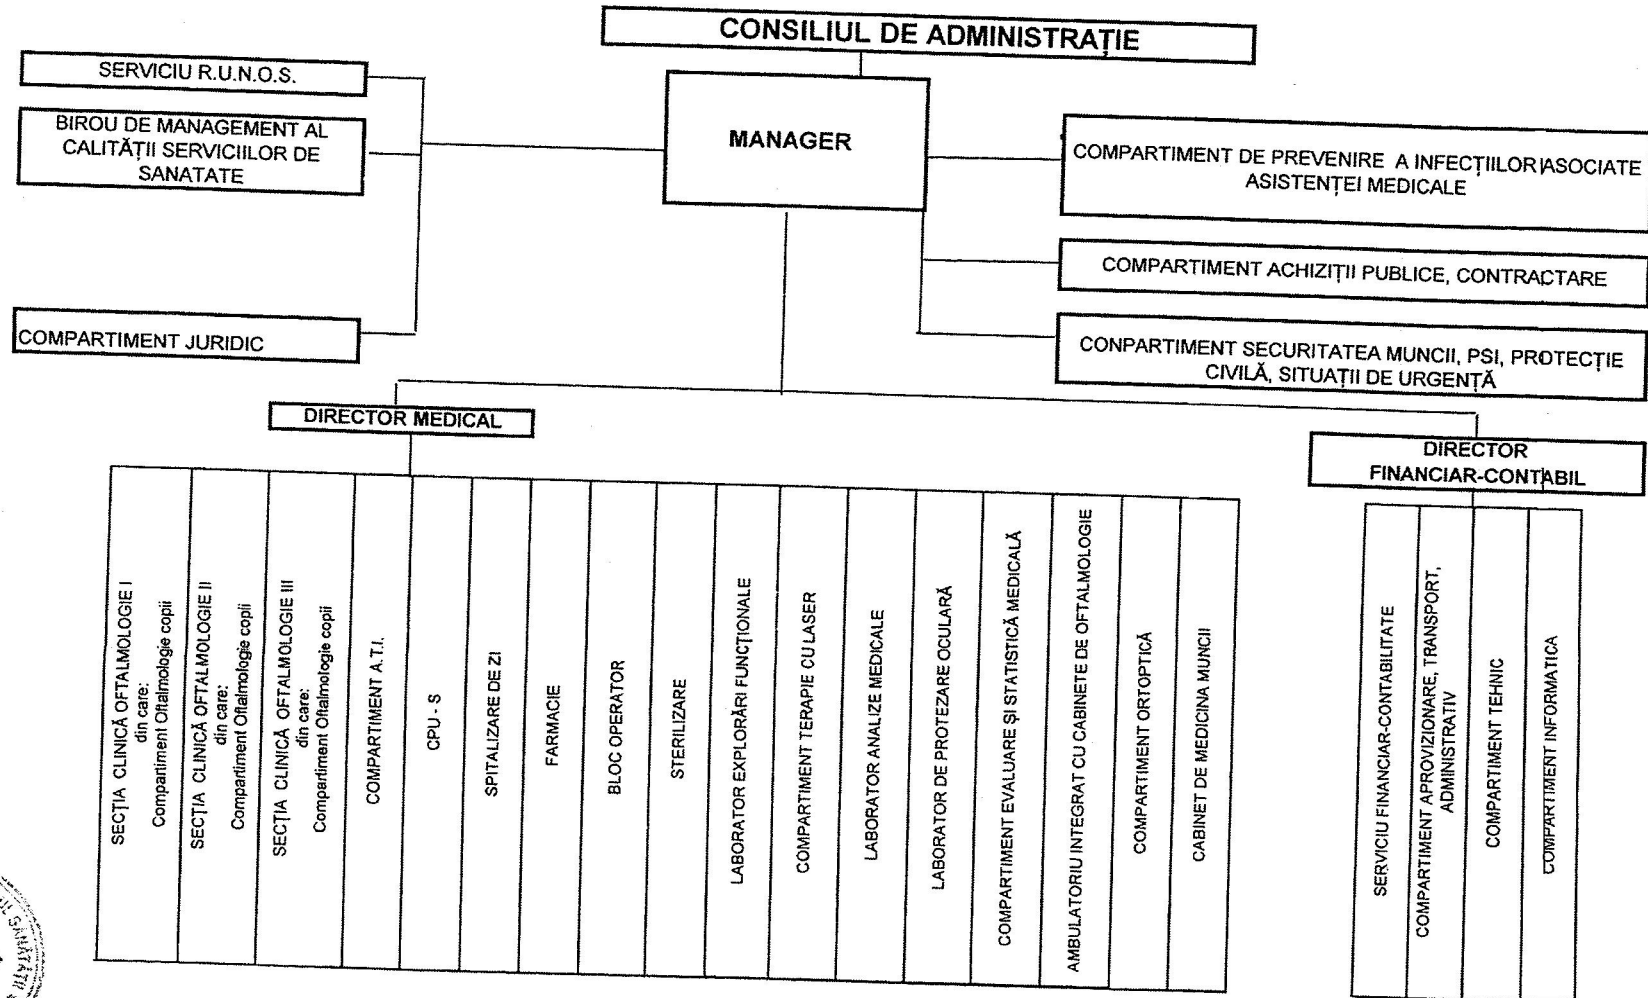 CONSILIUL DE ADMINISTRAȚIE
SERVICIU R.U.N.O.S.
BIROU DE MANAGEMENT AL
CALITĂȚII SERVICIILOR DE
SANATATE
COMPARTIMENT JURIDIC
MANAGER
COMPARTIMENT DE PREVENIRE A INFECȚIILOR ASOCIATE
ASISTENȚEI MEDICALE
COMPARTIMENT ACHIZIȚII PUBLICE, CONTRACTARE
CONPARTIMENT SECURITATEA MUNCII, PSI, PROTECȚIE
CIVILĂ, SITUAȚII DE URGENȚĂ
DIRECTOR MEDICAL
SECȚIA CLINICĂ OFTALMOLOGIE I
din care:
Compartiment Oftalmologie copii
SECȚIA CLINICĂ OFTALMOLOGIE II
din care:
Compartiment Oftalmologie copii
SECȚIA CLINICĂ OFTALMOLOGIE III
din care:
Compartiment Oftalmologie copii
COMPARTIMENT A.T.I.
CPU - S
SPITALIZARE DE ZI
FARMACIE
BLOC OPERATOR
STERILIZARE
LABORATOR EXPLORĂRI FUNCȚIONALE
COMPARTIMENT TERAPIE CU LASER
LABORATOR ANALIZE MEDICALE
LABORATOR DE PROTEZARE OCULARĂ
COMPARTIMENT EVALUARE ȘI STATISTICĂ MEDICALĂ
AMBULATORIU INTEGRAT CU CABINETE DE OFTALMOLOGIE
COMPARTIMENT ORTOPTICĂ
CABINET DE MEDICINA MUNCII
DIRECTOR
FINANCIAR-CONTABIL
SERVICIU FINANCIAR-CONTABILITATE
COMPARTIMENT APROVIZIONARE, TRANSPORT,
ADMINISTRATIV
COMPARTIMENT TEHNIC
COMPARTIMENT INFORMATICA